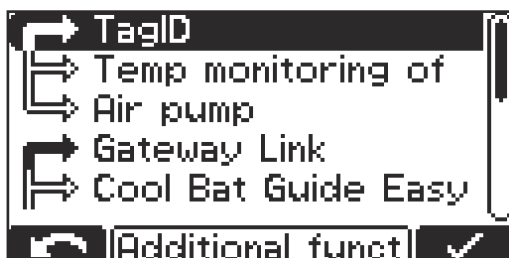 TagID
Temp monitoring of
Air pump
Gateway Link
Cool Bat Guide Easy
Additional funct